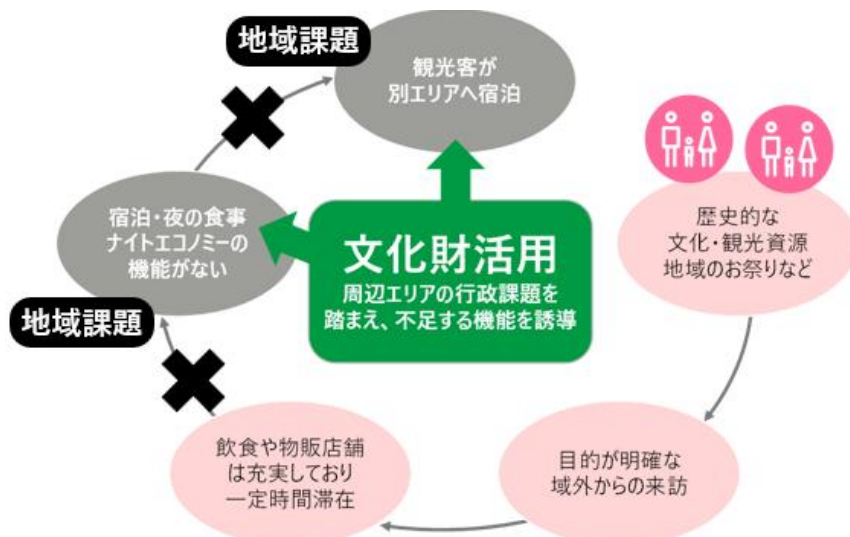 地域課題
観光客が
別エリアへ宿泊
宿泊・夜の食事
ナイトエコノミーの
機能がない
地域課題
文化財活用
周辺エリアの行政課題を
踏まえ、不足する機能を誘導
歴史的な
文化・観光資源
地域のお祭りなど
飲食や物販店舗
は充実しており
一定時間滞在
目的が明確な
域外からの来訪